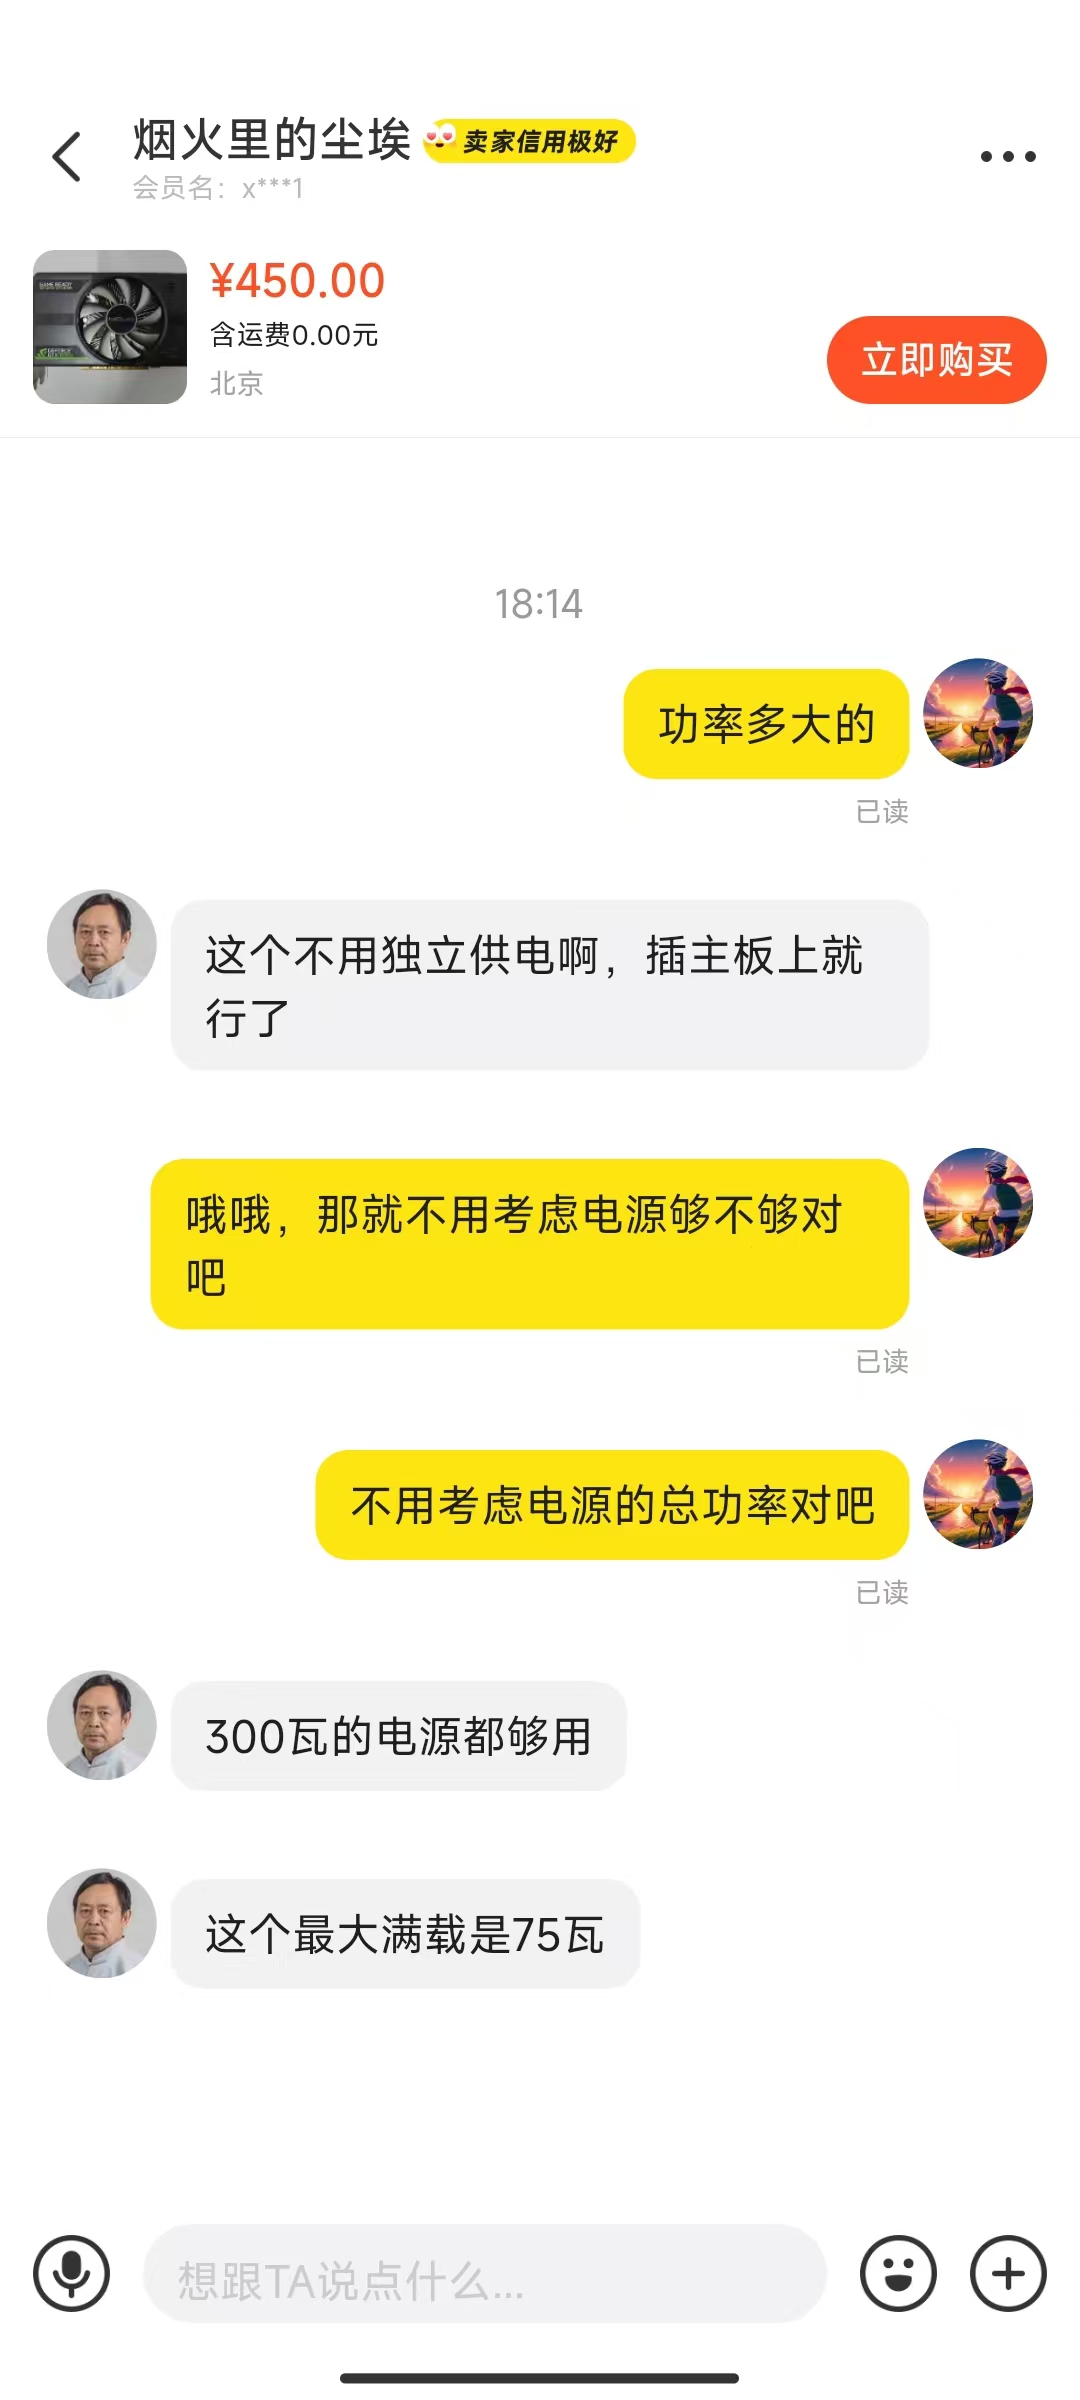 烟火里的尘埃
卖家信用极好
会员名：x***1
¥450.00
含运费0.00元
北京
立即购买
GAME READY
18:14
功率多大的
已读
这个不用独立供电啊，插主板上就
行了
哦哦，那就不用考虑电源够不够对
吧
已读
不用考虑电源的总功率对吧
已读
300瓦的电源都够用
这个最大满载是75瓦
想跟TA说点什么...